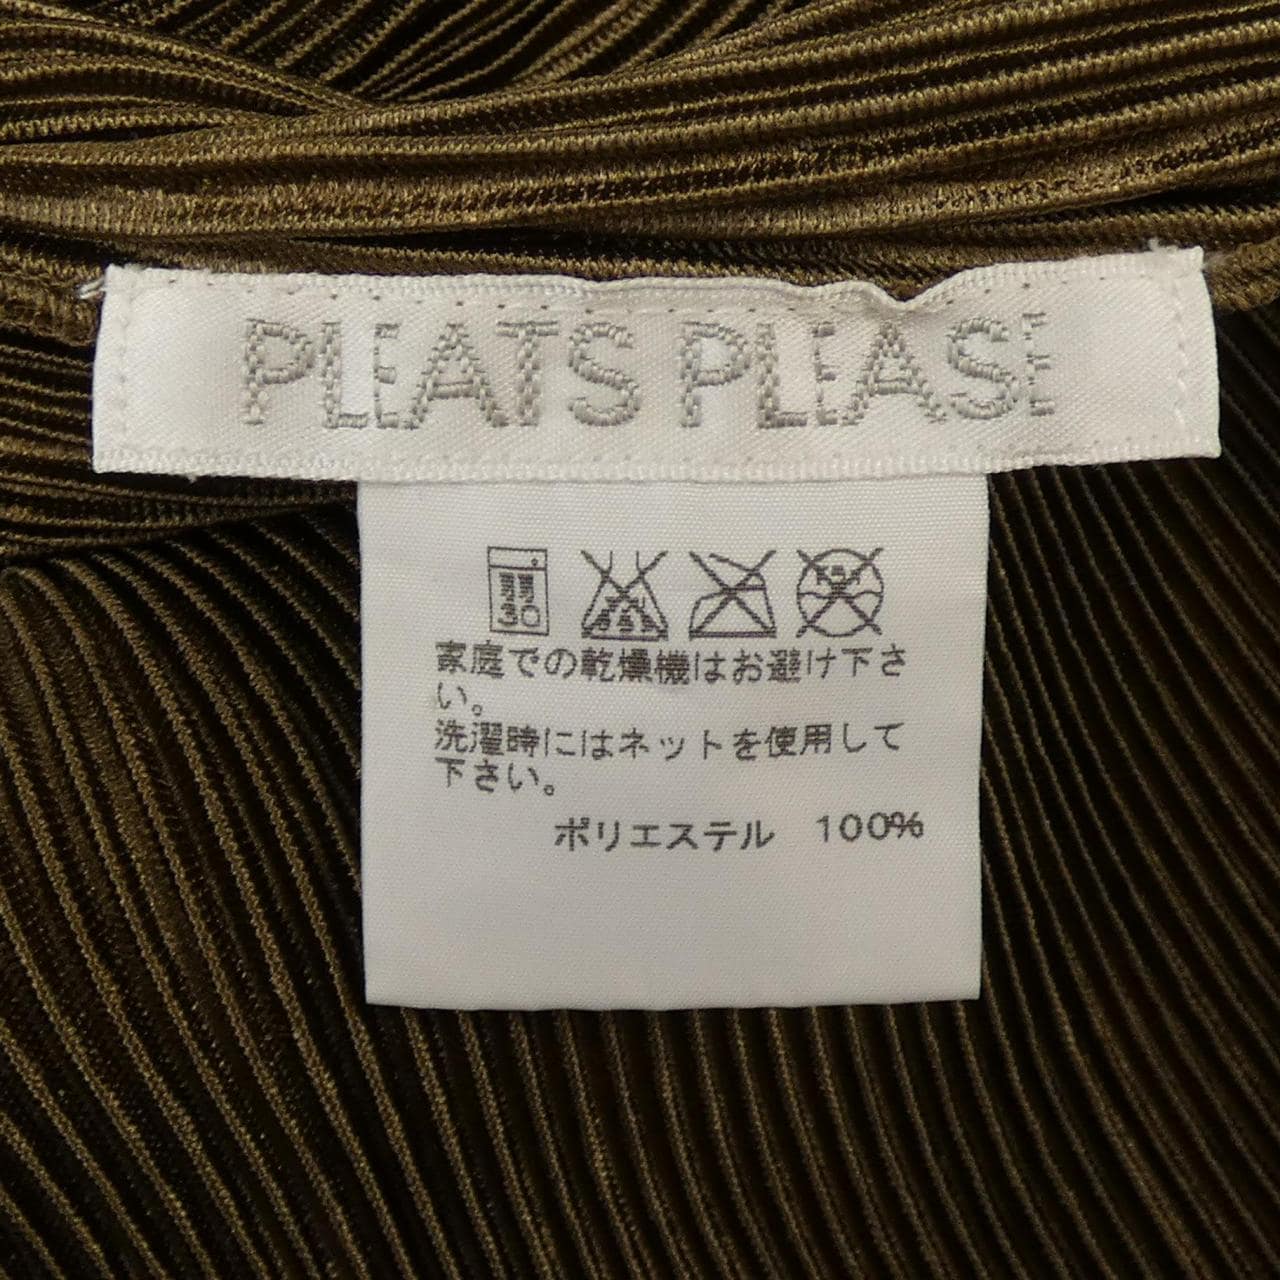 PLEATS PLEASE
30
家庭での乾燥機はお避け下さ
い。
洗濯時にはネットを使用して
下さい。
ポリエステル 100%